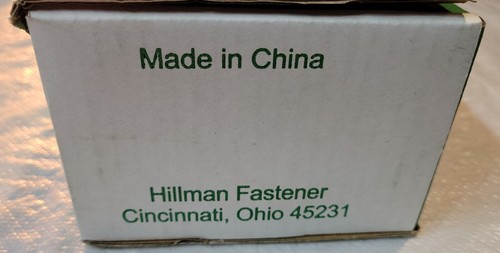 Made in China
Hillman Fastener
Cincinnati, Ohio 45231